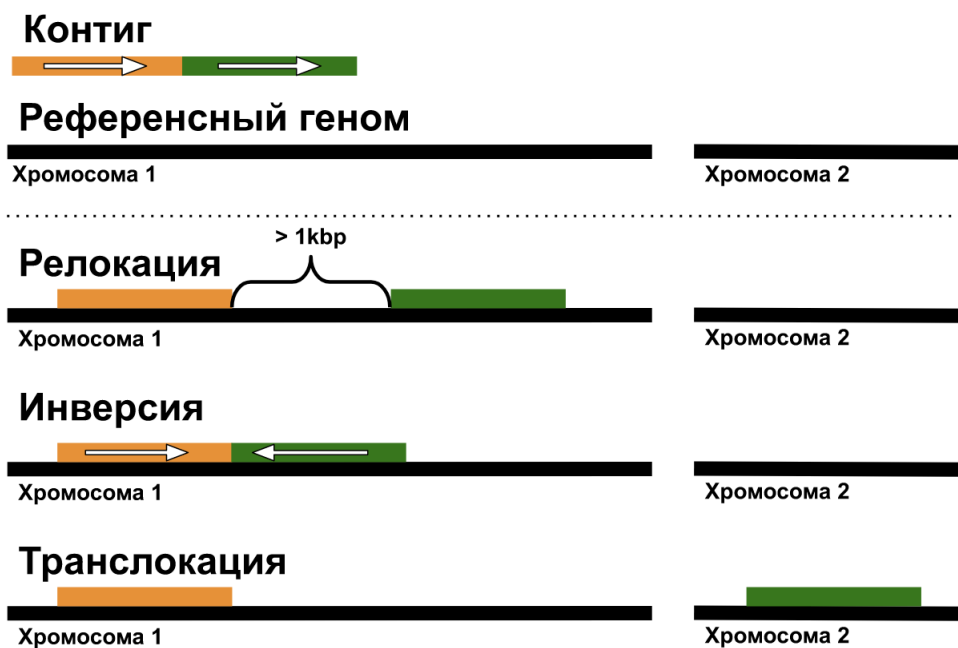 Контиг
Референсный геном
Хромосома 1
Хромосома 2
> 1kbp
Релокация
Хромосома 1
Хромосома 2
Инверсия
Хромосома 1
Хромосома 2
Транслокация
Хромосома 1
Хромосома 2